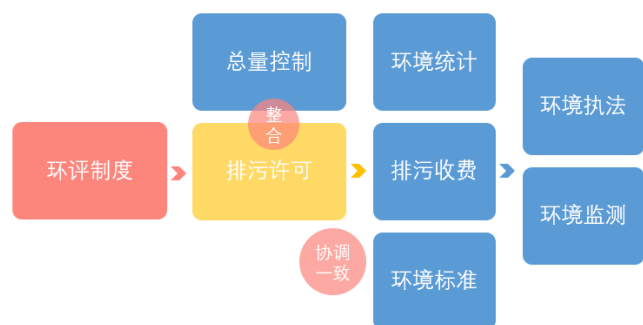 总量控制
环境统计
环境执法
整
合
环评制度
排污许可
排污收费
环境监测
协调
一致
环境标准